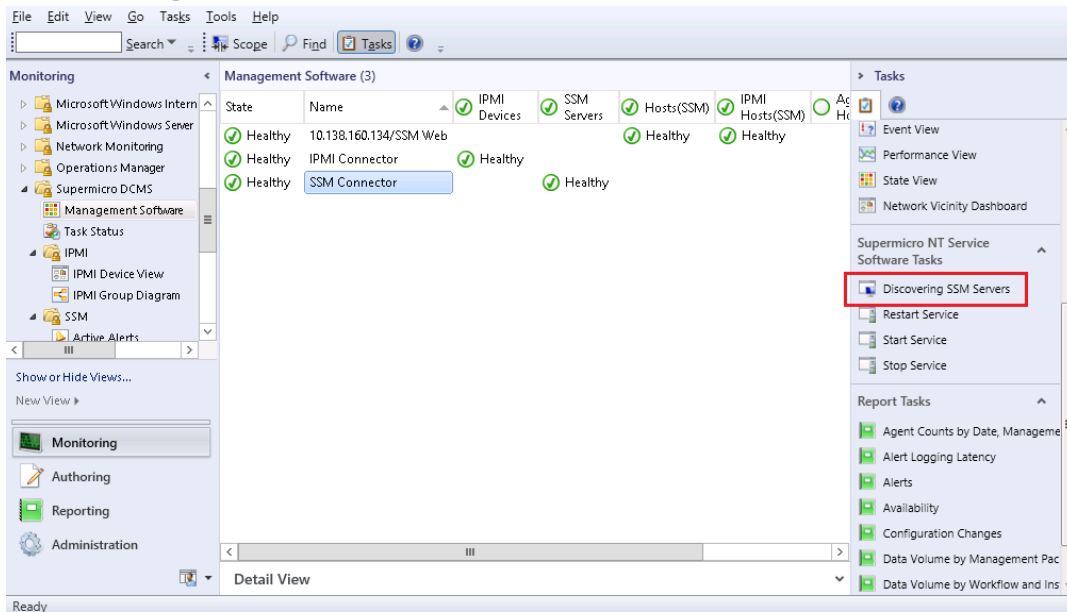 File Edit View Go Tasks Tools Help
Search Scope Find Tasks
Monitoring
Microsoft Windows Intern
Microsoft Windows Server
Network Monitoring
Operations Manager
Supermicro DCMS
Management Software
Task Status
IPMI
IPMI Device View
IPMI Group Diagram
SSM
Active Alerts
Show or Hide Views...
New View
Monitoring
Authoring
Reporting
Administration
Management Software (3)
State Name IPMI Devices SSM Servers Hosts(SSM) IPMI Hosts(SSM)
Healthy 10.138.160.134/SSM Web Healthy Healthy
Healthy IPMI Connector Healthy
Healthy SSM Connector Healthy
Detail View
Tasks
Event View
Performance View
State View
Network Vicinity Dashboard
Supermicro NT Service
Software Tasks
Discovering SSM Servers
Restart Service
Start Service
Stop Service
Report Tasks
Agent Counts by Date, Manageme
Alert Logging Latency
Alerts
Availability
Configuration Changes
Data Volume by Management Pac
Data Volume by Workflow and Ins
Ready